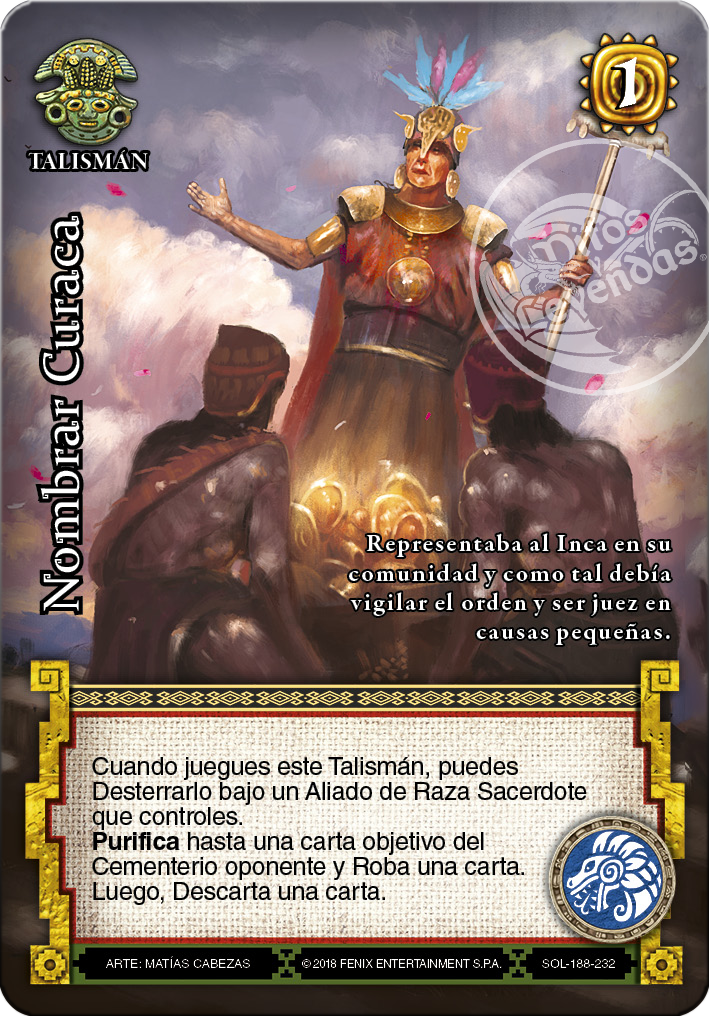 TALISMÁN
1
Mitos
y
Leyendas
Nombrar Curaca
Representaba al Inca en su
comunidad y como tal debía
vigilar el orden y ser juez en
causas pequeñas.
Cuando juegues este Talismán, puedes
Desterrarlo bajo un Aliado de Raza Sacerdote
que controles.
Purifica hasta una carta objetivo del
Cementerio oponente y Roba una carta.
Luego, Descarta una carta.
ARTE: MATÍAS CABEZAS
©2018 FENIX ENTERTAINMENT S.P.A.
SOL-188-232